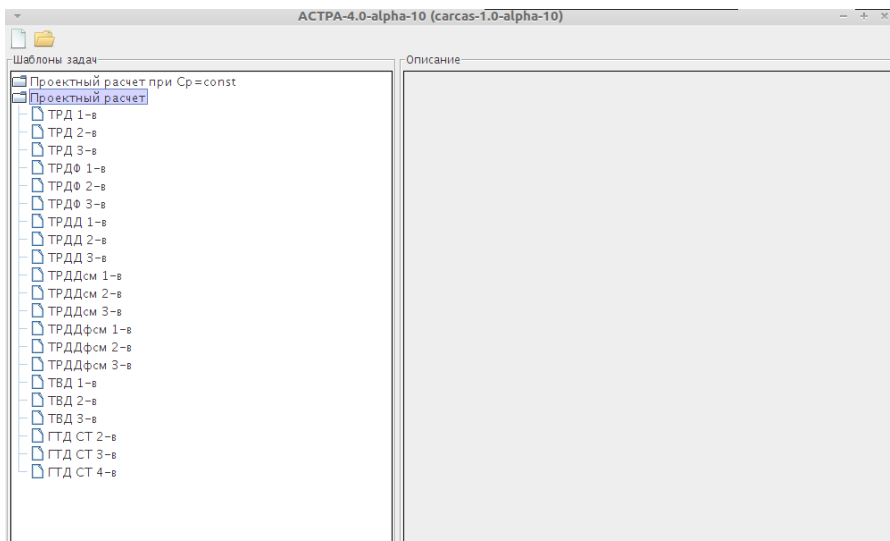 АСТРА-4.0-alpha-10 (carcas-1.0-alpha-10)
Шаблоны задач
Описание
Проектный расчет при Cp=const
Проектный расчет
ТРД 1-в
ТРД 2-в
ТРД 3-в
ТРДФ 1-в
ТРДФ 2-в
ТРДФ 3-в
ТРДД 1-в
ТРДД 2-в
ТРДД 3-в
ТРДДсм 1-в
ТРДДсм 2-в
ТРДДсм 3-в
ТРДДфсм 1-в
ТРДДфсм 2-в
ТРДДфсм 3-в
ТВД 1-в
ТВД 2-в
ТВД 3-в
ГТД СТ 2-в
ГТД СТ 3-в
ГТД СТ 4-в